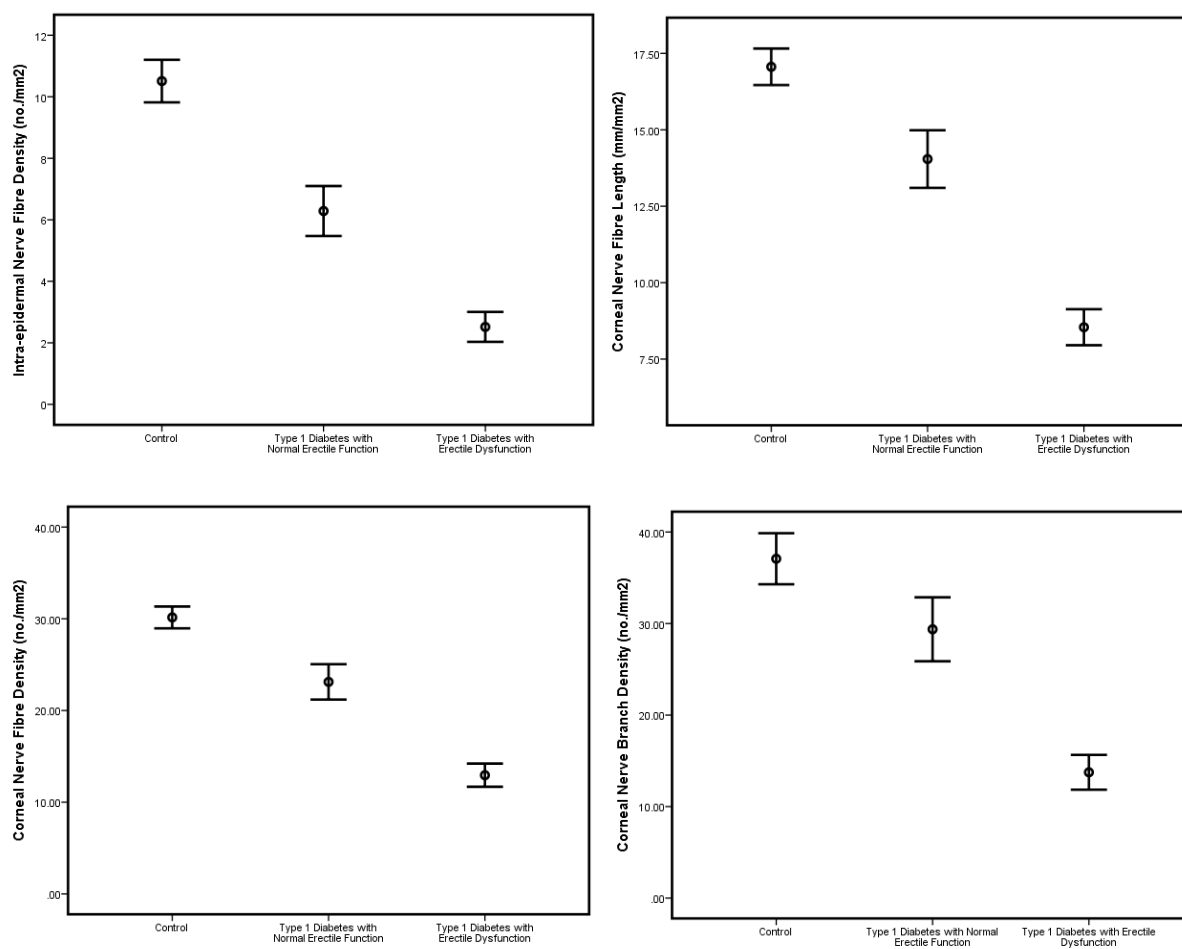 Intra-epidermal Nerve Fibre Density (no./mm2)
12
10
8
6
4
2
0
Control
Type 1 Diabetes with
Normal Erectile Function
Type 1 Diabetes with
Erectile Dysfunction
Corneal Nerve Fibre Length (mm/mm2)
17.50
15.00
12.50
10.00
7.50
Control
Type 1 Diabetes with
Normal Erectile Function
Type 1 Diabetes with
Erectile Dysfunction
Corneal Nerve Fibre Density (no./mm2)
40.00
30.00
20.00
10.00
.00
Control
Type 1 Diabetes with
Normal Erectile Function
Type 1 Diabetes with
Erectile Dysfunction
Corneal Nerve Branch Density (no./mm2)
40.00
30.00
20.00
10.00
.00
Control
Type 1 Diabetes with Normal
Erectile Function
Type 1 Diabetes with Erectile
Dysfunction